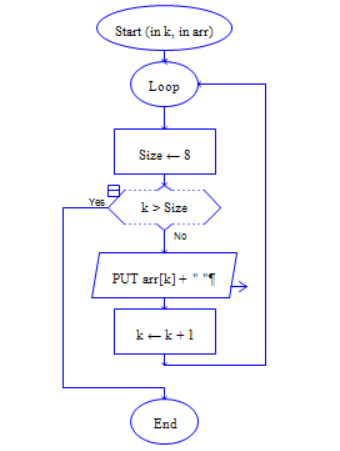 Start (in k, in arr)
Loop
Size ← 8
Yes
k > Size
No
PUT arr[k] + " "¶
k ← k + 1
End